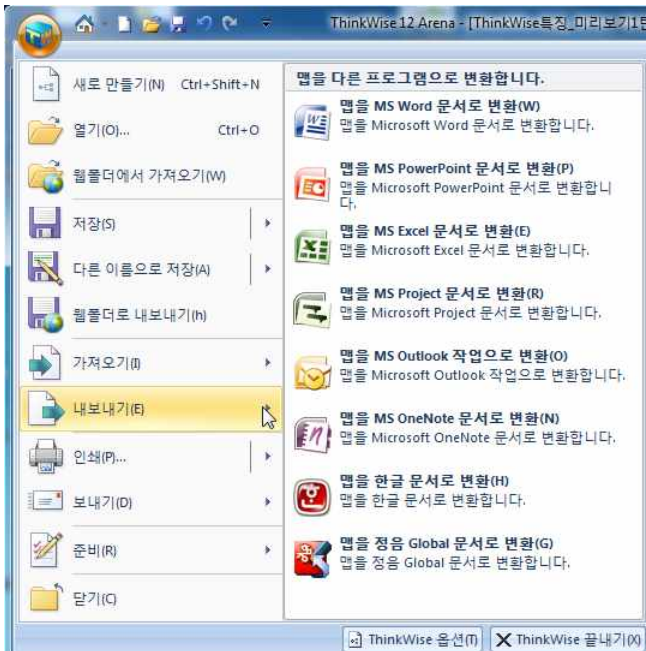 ThinkWise 12 Arena - [ThinkWise특징_미리보기1
새로 만들기(N) Ctrl+Shift+N
열기(O)... Ctrl+O
웹폴더에서 가져오기(W)
저장(S)
다른 이름으로 저장(A)
웹폴더로 내보내기(h)
가져오기(I)
내보내기(E)
인쇄(P)...
보내기(D)
준비(R)
닫기(C)
맵을 다른 프로그램으로 변환합니다.
맵을 MS Word 문서로 변환(W)
맵을 Microsoft Word 문서로 변환합니다.
맵을 MS PowerPoint 문서로 변환(P)
맵을 Microsoft PowerPoint 문서로 변환합니
다.
맵을 MS Excel 문서로 변환(E)
맵을 Microsoft Excel 문서로 변환합니다.
맵을 MS Project 문서로 변환(R)
맵을 Microsoft Project 문서로 변환합니다.
맵을 MS Outlook 작업으로 변환(O)
맵을 Microsoft Outlook 작업으로 변환합니다.
맵을 MS OneNote 문서로 변환(N)
맵을 Microsoft OneNote 문서로 변환합니다.
맵을 한글 문서로 변환(H)
맵을 한글 문서로 변환합니다.
맵을 정음 Global 문서로 변환(G)
맵을 정음 Global 문서로 변환합니다.
ThinkWise 옵션(T) ThinkWise 끝내기(X)